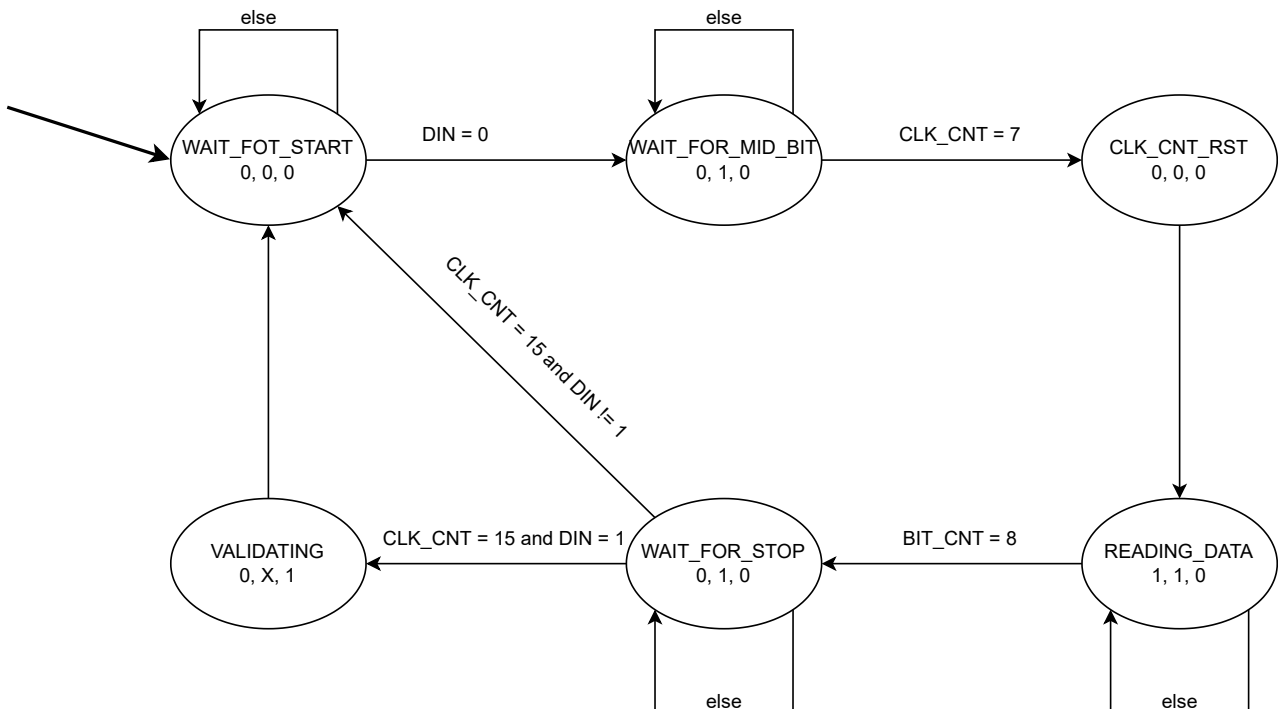 else
else
WAIT_FOT_START
0, 0, 0
DIN = 0
WAIT_FOR_MID_BIT
0, 1, 0
CLK_CNT = 7
CLK_CNT_RST
0, 0, 0
CLK_CNT = 15 and DIN != 1
VALIDATING
0, X, 1
CLK_CNT = 15 and DIN = 1
WAIT_FOR_STOP
0, 1, 0
BIT_CNT = 8
READING_DATA
1, 1, 0
else
else